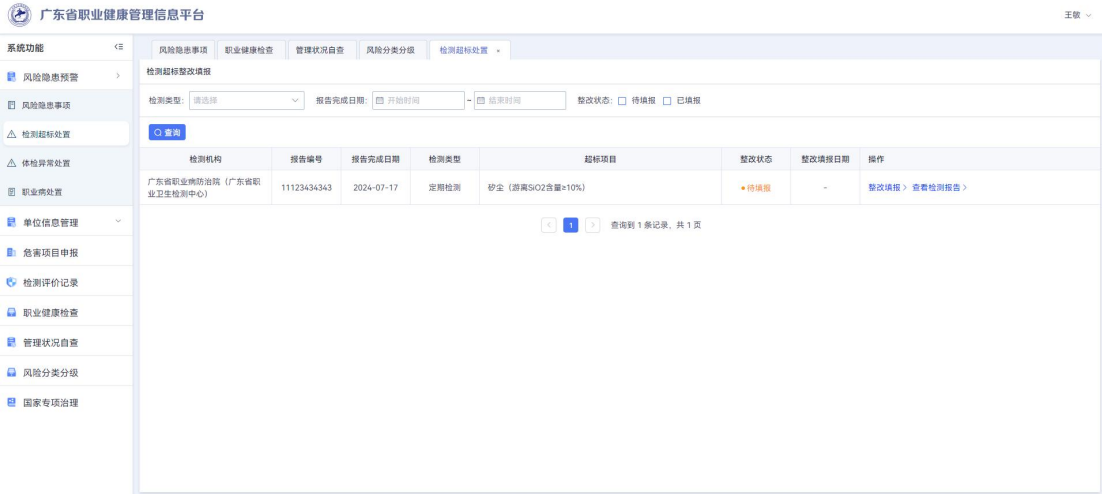 广东省职业健康管理信息平台
王敏
系统功能
风险隐患预警
风险隐患事项
检测超标处置
体检异常处置
职业病处置
单位信息管理
危害项目申报
检测评价记录
职业健康检查
管理状况自查
风险分类分级
国家专项治理
风险隐患事项 职业健康检查 管理状况自查 风险分类分级 检测超标处置
检测超标整改填报
检测类型: 请选择 报告完成日期: 开始时间 - 结束时间 整改状态: 待填报 已填报
查询
检测机构 报告编号 报告完成日期 检测类型 超标项目 整改状态 整改填报日期 操作
广东省职业病防治院（广东省职
业卫生检测中心） 11123434343 2024-07-17 定期检测 矽尘（游离SiO2含量≥10%） 待填报 - 整改填报> 查看检测报告>
< 1 > 查询到 1 条记录，共 1 页